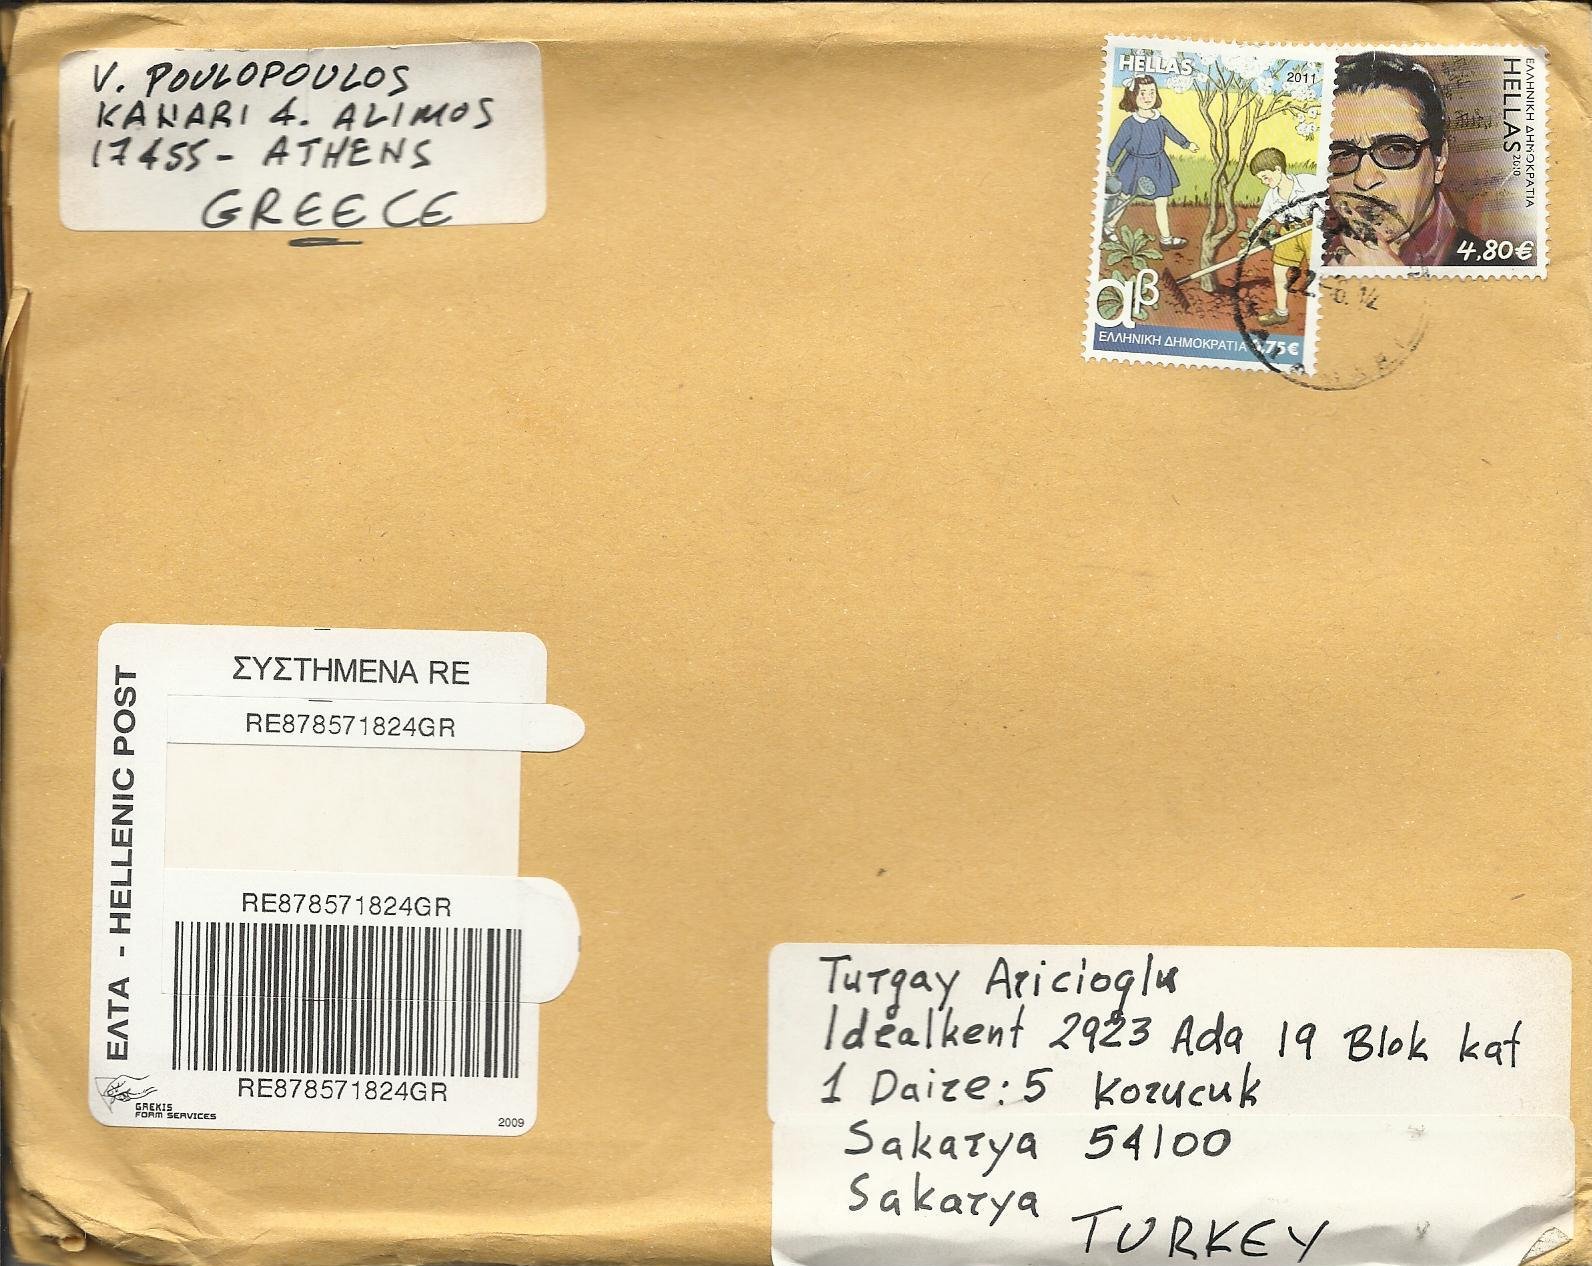 V. POULOPOULOS
KANARI 4. ALIMOS
17455 - ATHENS
GREECE
HELLAS
2011
αβ
ΕΛΛΗΝΙΚΗ ΔΗΜΟΚΡΑΤΙΑ 0,75€
ΕΛΛΗΝΙΚΗ ΔΗΜΟΚΡΑΤΙΑ
HELLAS 2010
4,80€
ΕΛΤΑ - HELLENIC POST
ΣΥΣΤΗΜΕΝΑ RE
RE878571824GR
RE878571824GR
RE878571824GR
GREKIS
FORM SERVICES
2009
Turgay Aricioglu
Idealkent 2923 Ada 19 Blok kat
1 Daire: 5 Korucuk
Sakarya 54100
Sakarya
TURKEY